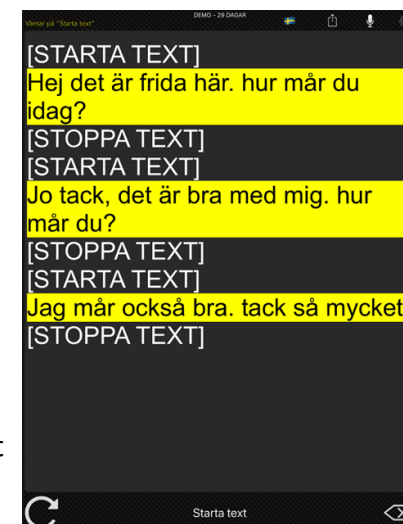 Väntar på "Starta text"
DEMO - 29 DAGAR
[STARTA TEXT]
Hej det är frida här. hur mår du
idag?
[STOPPA TEXT]
[STARTA TEXT]
Jo tack, det är bra med mig. hur
mår du?
[STOPPA TEXT]
[STARTA TEXT]
Jag mår också bra. tack så mycket
[STOPPA TEXT]
t
Starta text